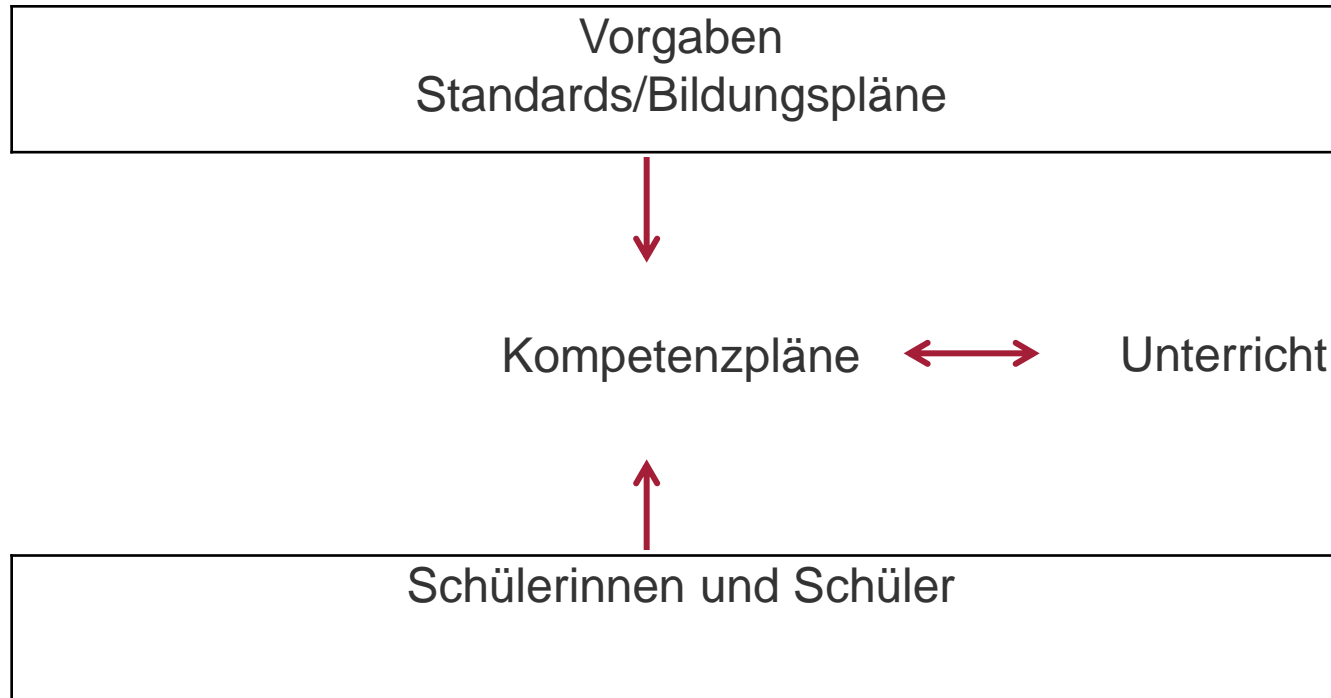 Vorgaben
Standards/Bildungspläne
Kompetenzpläne
Unterricht
Schülerinnen und Schüler